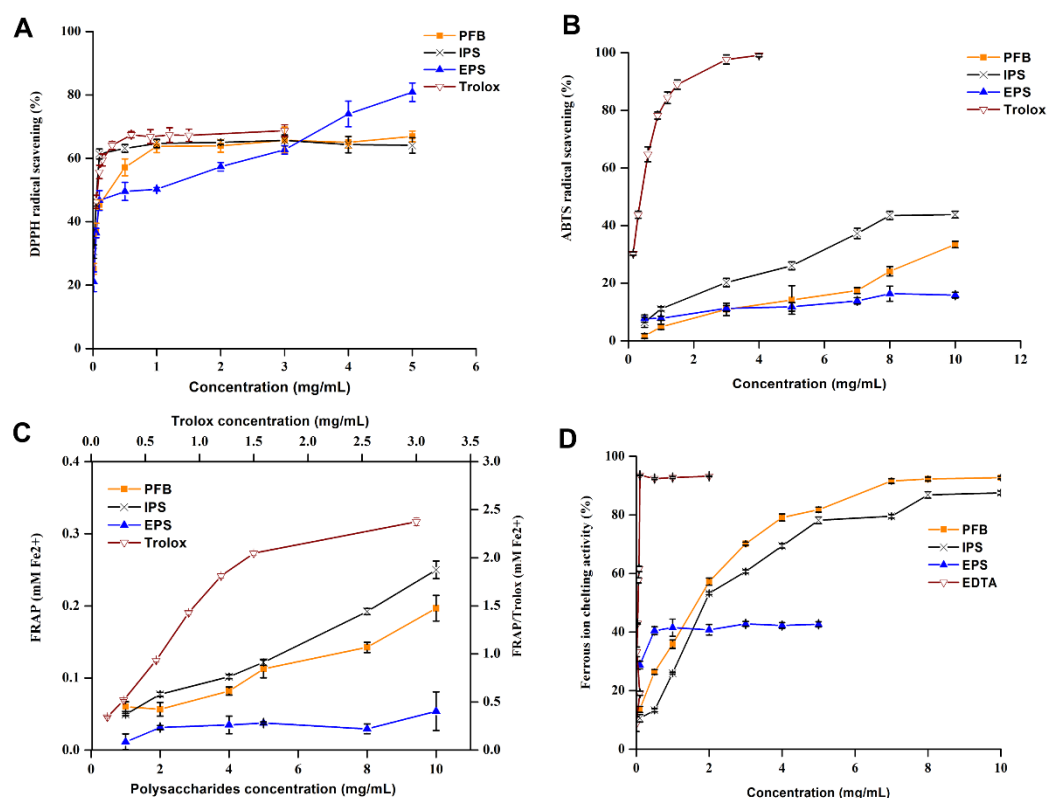 A
PFB
IPS
EPS
Trolox
DPPH radical scavening (%)
100
80
60
40
20
0
0 1 2 3 4 5 6
Concentration (mg/mL)
B
PFB
IPS
EPS
Trolox
ABTS radical scavening (%)
100
80
60
40
20
0
0 2 4 6 8 10 12
Concentration (mg/mL)
C
Trolox concentration (mg/mL)
0.0 0.5 1.0 1.5 2.0 2.5 3.0 3.5
PFB
IPS
EPS
Trolox
FRAP (mM Fe2+)
0.4
0.3
0.2
0.1
0.0
3.0
2.5
2.0
1.5
1.0
0.5
0.0
FRAP/Trolox (mM Fe2+)
0 2 4 6 8 10
Polysaccharides concentration (mg/mL)
D
PFB
IPS
EPS
EDTA
Ferrous ion chelting activity (%)
100
80
60
40
20
0
0 2 4 6 8 10
Concentration (mg/mL)